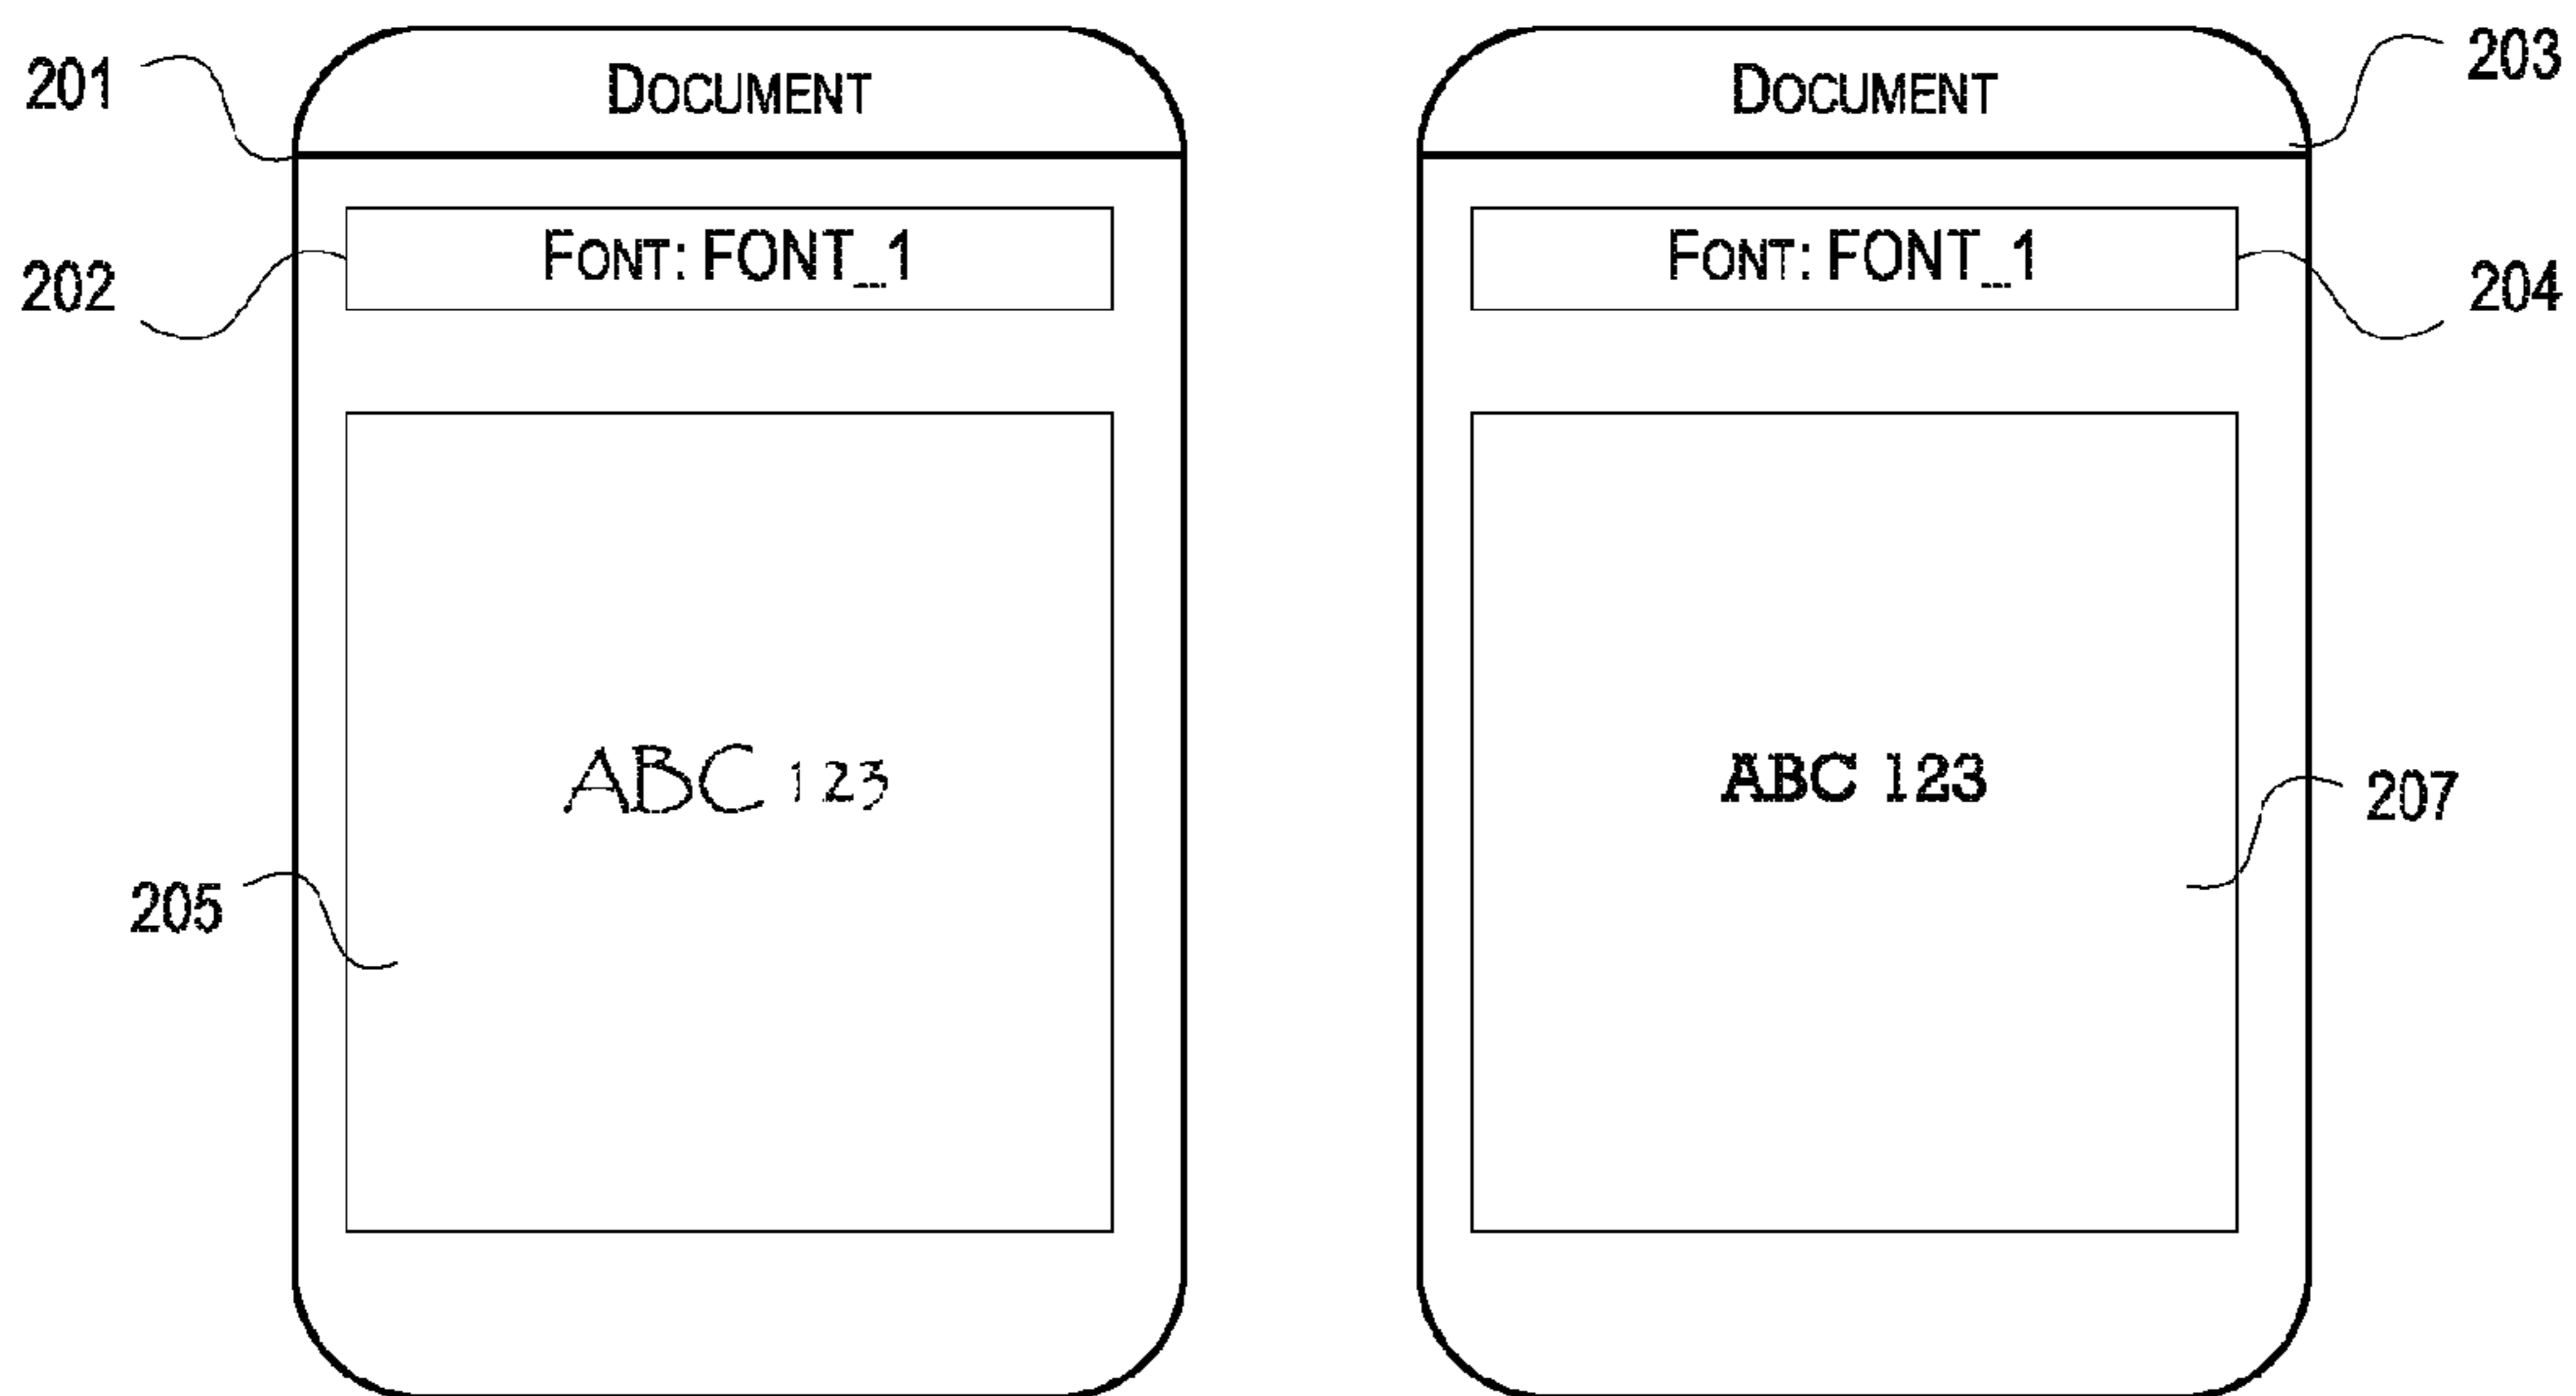 201
DOCUMENT
DOCUMENT
203
202
FONT: FONT_1
FONT: FONT_1
204
ABC 123
ABC 123
207
205